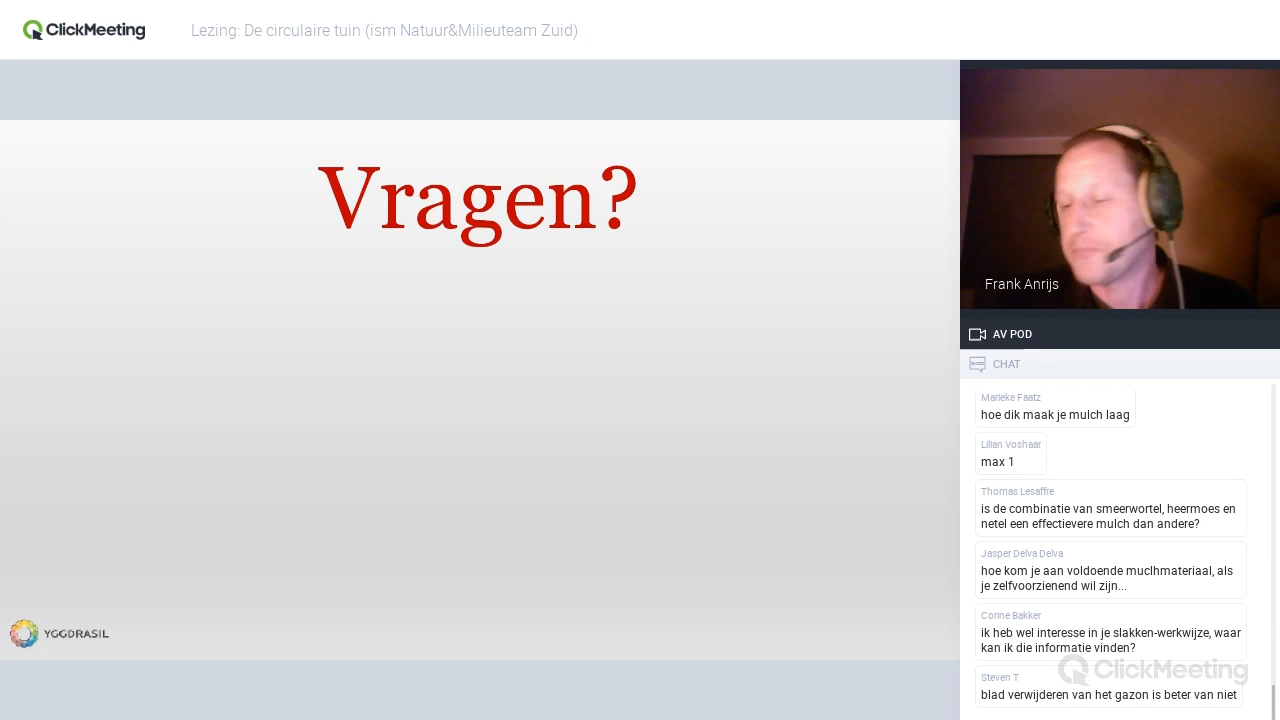 ClickMeeting
Lezing: De circulaire tuin (ism Natuur&Milieuteam Zuid)
Vragen?
YGGDRASIL
Frank Anrijs
AV POD
CHAT
Marieke Faatz
hoe dik maak je mulch laag
Lilian Voshaar
max 1
Thomas Lesaffre
is de combinatie van smeerwortel, heermoes en
netel een effectievere mulch dan andere?
Jasper Delva Delva
hoe kom je aan voldoende muclhmateriaal, als
je zelfvoorzienend wil zijn...
Corine Bakker
ik heb wel interesse in je slakken-werkwijze, waar
kan ik die informatie vinden?
ClickMeeting
Steven T
blad verwijderen van het gazon is beter van niet